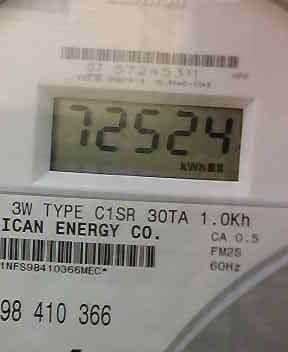 07 57245311
72524
kWh
3W TYPE C1SR 30TA 1.0Kh
ICAN ENERGY CO.
CA 0.5
FM2S
60Hz
1NFS98410366MEC*
98 410 366